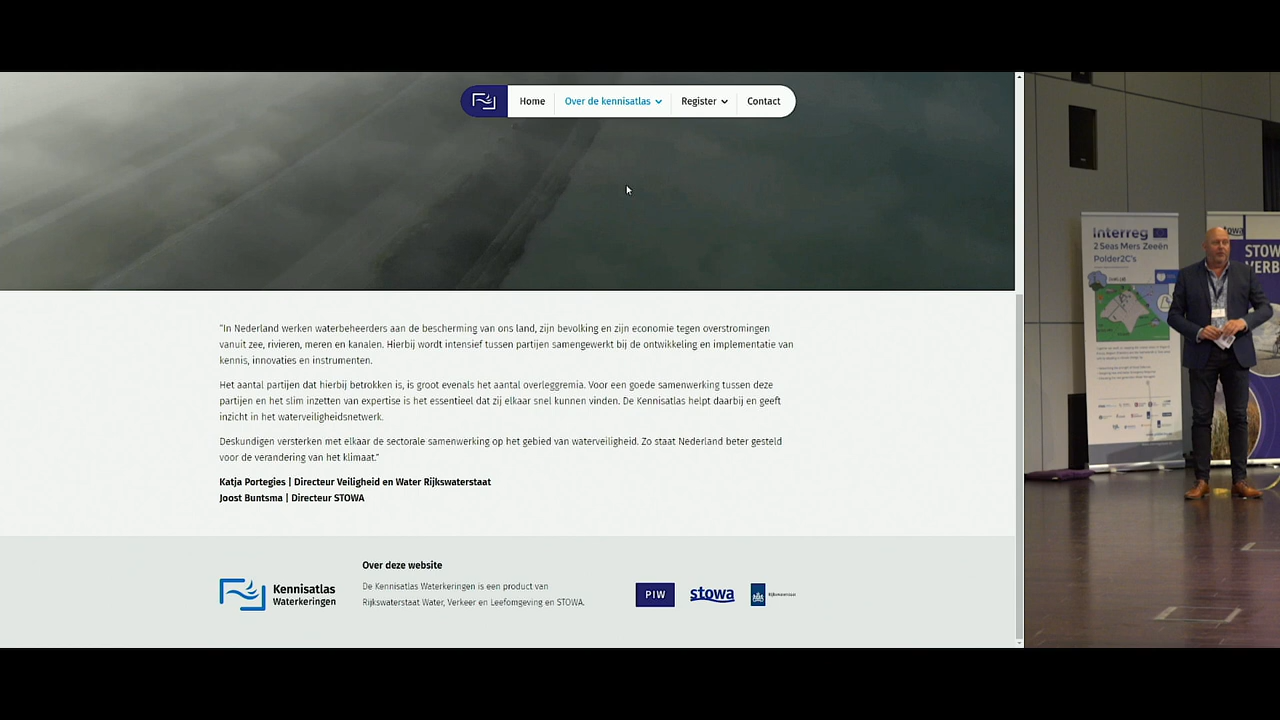 Home
Over de kennisatlas
Register
Contact
"In Nederland werken waterbeheerders aan de bescherming van ons land, zijn bevolking en zijn economie tegen overstromingen
vanuit zee, rivieren, meren en kanalen. Hierbij wordt intensief tussen partijen samengewerkt bij de ontwikkeling en implementatie van
kennis, innovaties en instrumenten.
Het aantal partijen dat hierbij betrokken is, is groot evenals het aantal overleggremia. Voor een goede samenwerking tussen deze
partijen en het slim inzetten van expertise is het essentieel dat zij elkaar snel kunnen vinden. De Kennisatlas helpt daarbij en geeft
inzicht in het waterveiligheidsnetwerk.
Deskundigen versterken met elkaar de sectorale samenwerking op het gebied van waterveiligheid. Zo staat Nederland beter gesteld
voor de verandering van het klimaat."
Katja Portegies | Directeur Veiligheid en Water Rijkswaterstaat
Joost Buntsma | Directeur STOWA
Kennisatlas
Waterkeringen
Over deze website
De Kennisatlas Waterkeringen is een product van
Rijkswaterstaat Water, Verkeer en Leefomgeving en STOWA.
PIW
stowa
Rijkswaterstaat
Interreg
2 Seas Mers Zeeën
Polder2C's
STOW
VERB